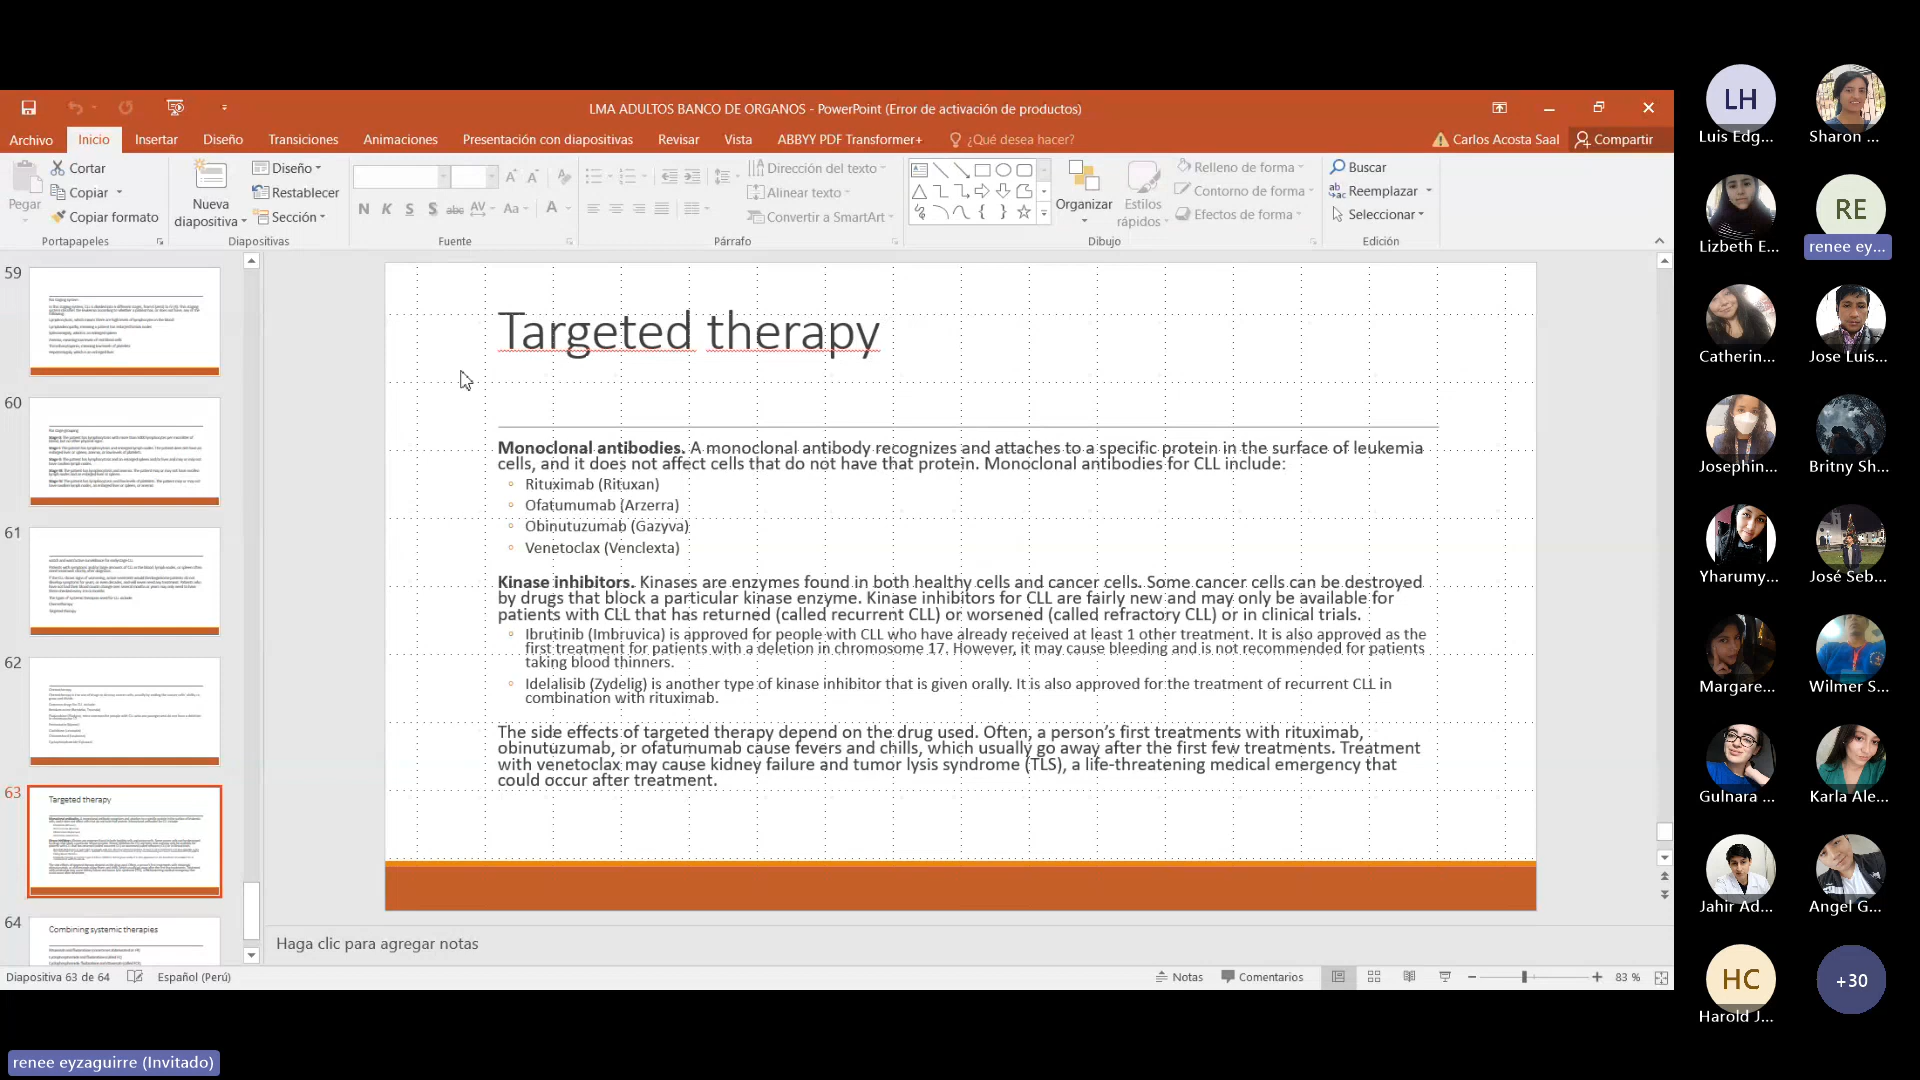 LMA ADULTOS BANCO DE ORGANOS - PowerPoint (Error de activación de productos)
Archivo Inicio Insertar Diseño Transiciones Animaciones Presentación con diapositivas Revisar Vista ABBYY PDF Transformer+ ¿Qué desea hacer? Carlos Acosta Saal Compartir
Pegar
Cortar
Copiar
Copiar formato
Portapapeles
Nueva
diapositiva
Diseño
Restablecer
Sección
Diapositivas
N K S S abc AV Aa A
Fuente
Dirección del texto
Alinear texto
Convertir a SmartArt
Párrafo
Organizar
Estilos
rápidos
Relleno de forma
Contorno de forma
Efectos de forma
Dibujo
Buscar
Reemplazar
Seleccionar
Edición
59
60
61
62
63
Targeted therapy
64
Combining systemic therapies
Targeted therapy
Monoclonal antibodies. A monoclonal antibody recognizes and attaches to a specific protein in the surface of leukemia
cells, and it does not affect cells that do not have that protein. Monoclonal antibodies for CLL include:
Rituximab (Rituxan)
Ofatumumab (Arzerra)
Obinutuzumab (Gazyva)
Venetoclax (Venclexta)
Kinase inhibitors. Kinases are enzymes found in both healthy cells and cancer cells. Some cancer cells can be destroyed
by drugs that block a particular kinase enzyme. Kinase inhibitors for CLL are fairly new and may only be available for
patients with CLL that has returned (called recurrent CLL) or worsened (called refractory CLL) or in clinical trials.
Ibrutinib (Imbruvica) is approved for people with CLL who have already received at least 1 other treatment. It is also approved as the
first treatment for patients with a deletion in chromosome 17. However, it may cause bleeding and is not recommended for patients
taking blood thinners.
Idelalisib (Zydelig) is another type of kinase inhibitor that is given orally. It is also approved for the treatment of recurrent CLL in
combination with rituximab.
The side effects of targeted therapy depend on the drug used. Often, a person's first treatments with rituximab,
obinutuzumab, or ofatumumab cause fevers and chills, which usually go away after the first few treatments. Treatment
with venetoclax may cause kidney failure and tumor lysis syndrome (TLS), a life-threatening medical emergency that
could occur after treatment.
Haga clic para agregar notas
Diapositiva 63 de 64 Español (Perú) Notas Comentarios 83 %
LH
Luis Edg... Sharon ...
RE
Lizbeth E... renee ey...
Catherin... Jose Luis...
Josephin... Britny Sh...
Yharumy... José Seb...
Margare... Wilmer S...
Gulnara ... Karla Ale...
Jahir Ad... Angel G...
HC +30
Harold J...
renee eyzaguirre (Invitado)